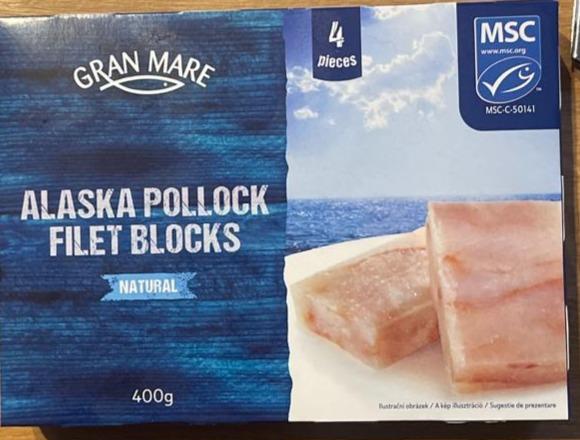 GRAN MARE
ALASKA POLLOCK
FILET BLOCKS
NATURAL
400g
4
pieces
MSC
www.msc.org
™
MSC-C-50141
Ilustrační obrázek / A kép illusztráció / Sugestie de prezentare